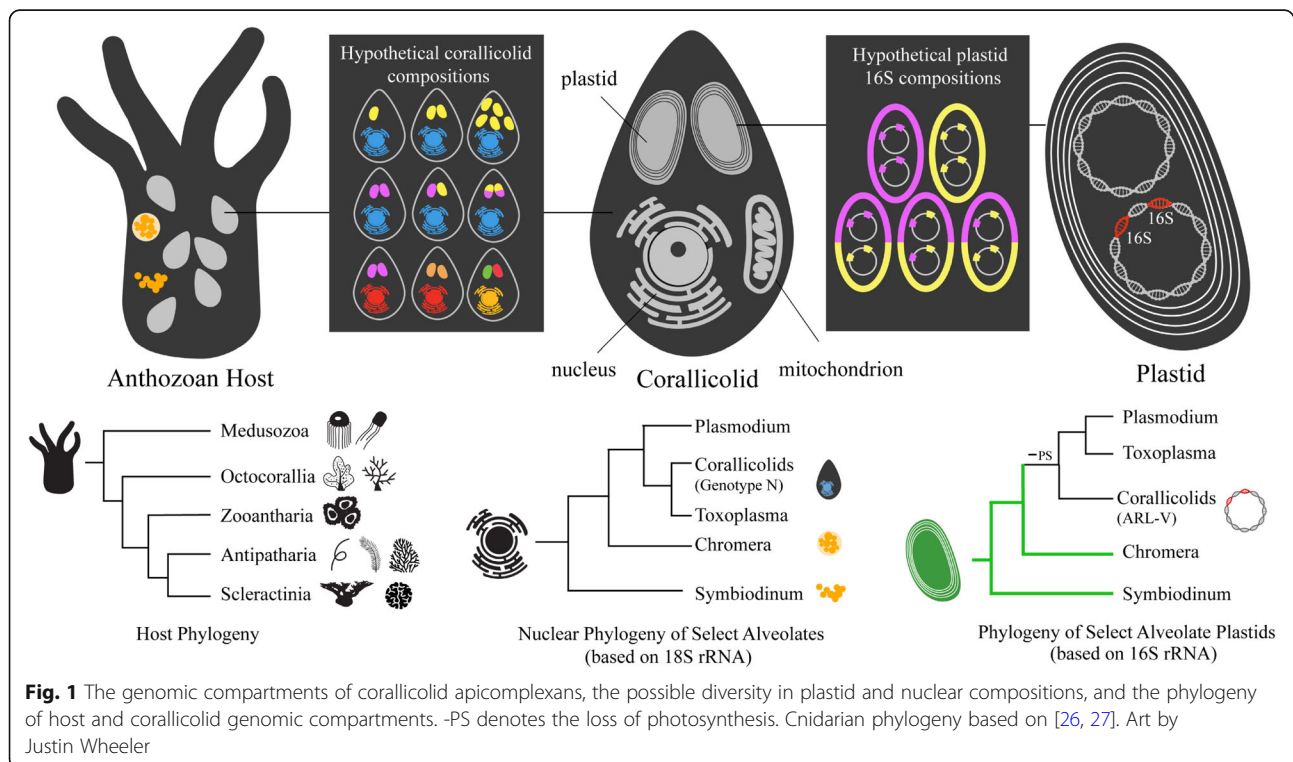 Hypothetical corallicolid
compositions
plastid
Hypothetical plastid
16S compositions
16S
16S
nucleus
mitochondrion
Anthozoan Host
Corallicolid
Plastid
Medusozoa
Octocorallia
Zooantharia
Antipatharia
Scleractinia
Host Phylogeny
Plasmodium
Corallicolids
(Genotype N)
Toxoplasma
Chromera
Symbiodinum
Nuclear Phylogeny of Select Alveolates
(based on 18S rRNA)
–PS
Plasmodium
Toxoplasma
Corallicolids
(ARL-V)
Chromera
Symbiodinum
Phylogeny of Select Alveolate Plastids
(based on 16S rRNA)
Fig. 1 The genomic compartments of corallicolid apicomplexans, the possible diversity in plastid and nuclear compositions, and the phylogeny
of host and corallicolid genomic compartments. -PS denotes the loss of photosynthesis. Cnidarian phylogeny based on [26, 27]. Art by
Justin Wheeler